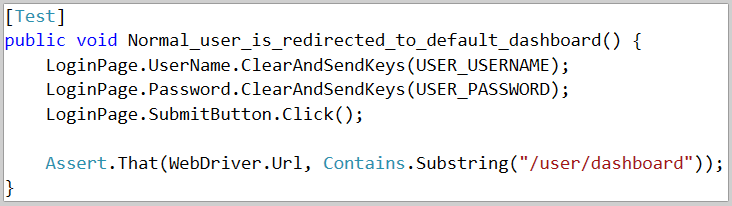 [Test]
public void Normal_user_is_redirected_to_default_dashboard() {
    LoginPage.UserName.ClearAndSendKeys(USER_USERNAME);
    LoginPage.Password.ClearAndSendKeys(USER_PASSWORD);
    LoginPage.SubmitButton.Click();

    Assert.That(WebDriver.Url, Contains.Substring("/user/dashboard"));
}